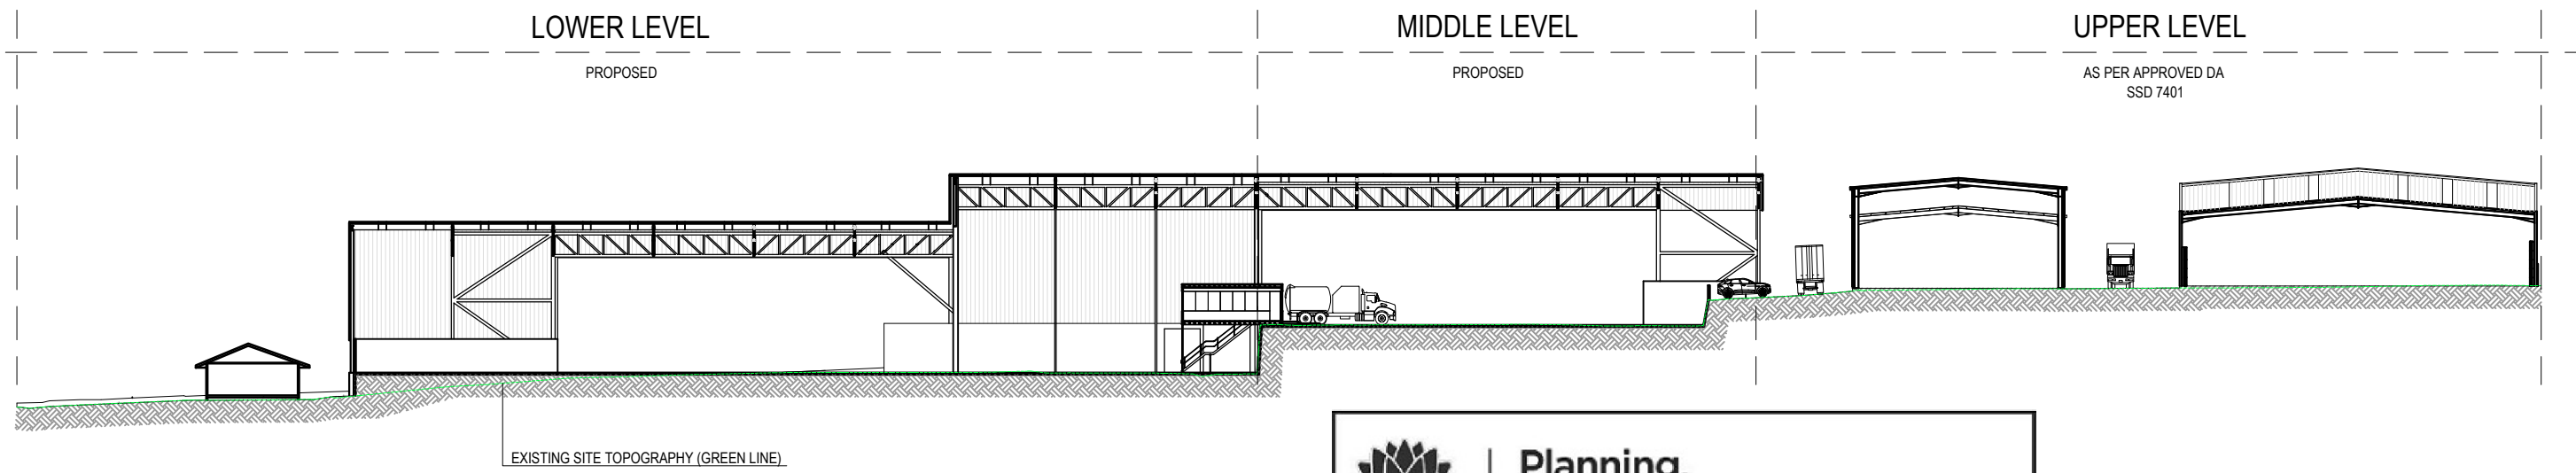 LOWER LEVEL
MIDDLE LEVEL
UPPER LEVEL
PROPOSED
PROPOSED
AS PER APPROVED DA
SSD 7401
EXISTING SITE TOPOGRAPHY (GREEN LINE)
Planning,